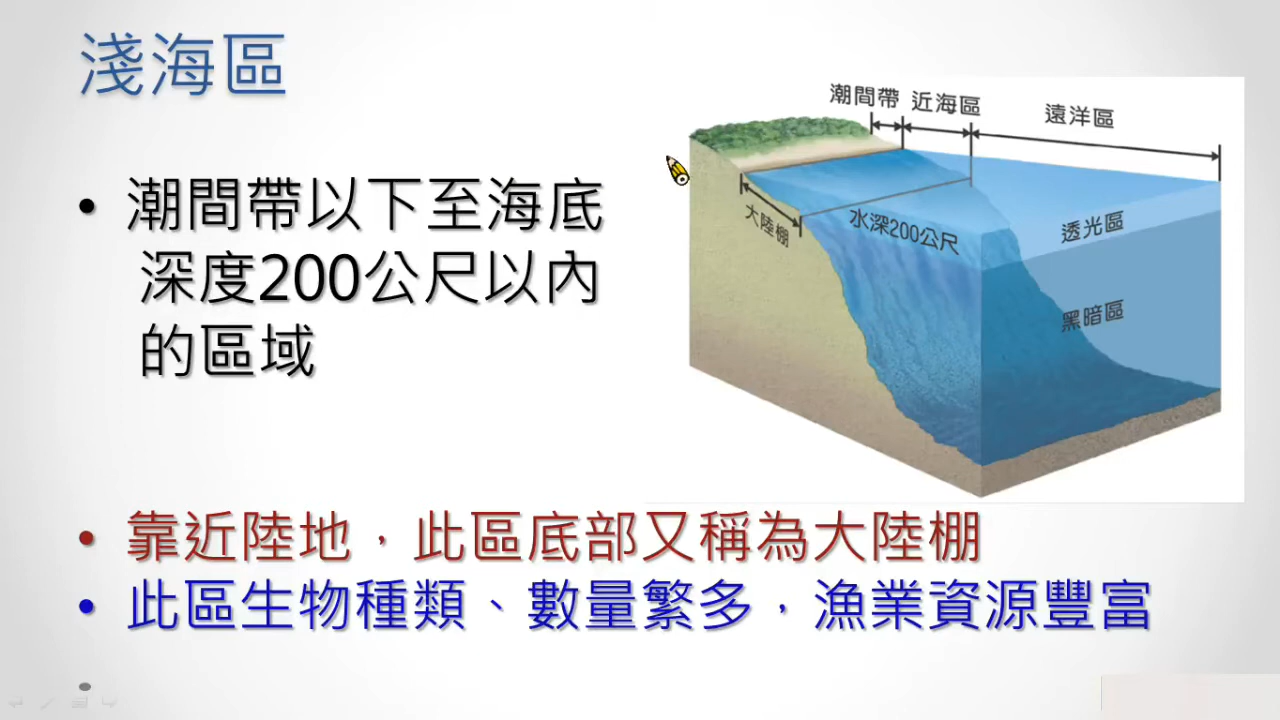 淺海區
潮間帶 近海區 遠洋區
• 潮間帶以下至海底
深度200公尺以內
的區域
大陸棚
水深200公尺
透光區
黑暗區
• 靠近陸地，此區底部又稱為大陸棚
• 此區生物種類、數量繁多，漁業資源豐富